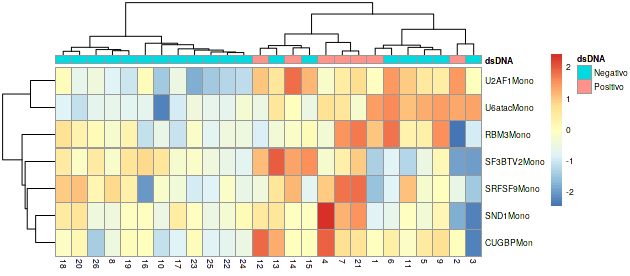 dsDNA
dsDNA
Negativo
Positivo
U2AF1Mono
U6atacMono
RBM3Mono
SF3BTV2Mono
SRFSF9Mono
SND1Mono
CUGBPMon
2
1
0
-1
-2
18 20 26 8 19 16 10 17 23 25 22 24 12 13 14 15 4 7 21 1 6 11 5 9 2 3